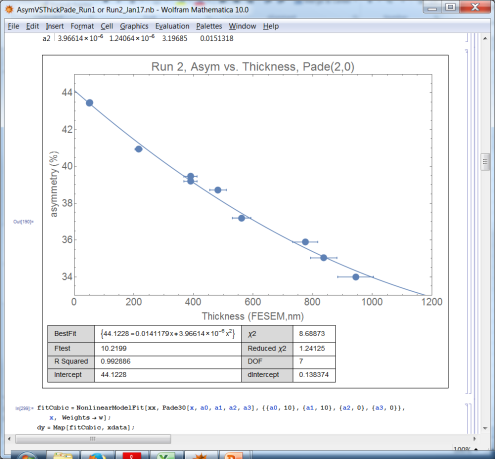 AsymVSThickPade_Run1 or Run2_Jan17.nb - Wolfram Mathematica 10.0
File Edit Insert Format Cell Graphics Evaluation Palettes Window Help
a2 3.96614×10⁻⁶ 1.24064×10⁻⁶ 3.19685 0.0151318
Run 2, Asym vs. Thickness, Pade(2,0)
44
42
40
38
36
34
asymmetry (%)
0 200 400 600 800 1000 1200
Thickness (FESEM,nm)
Out[190]=
BestFit {44.1228-0.0141179x+3.96614×10⁻⁶ x²} χ2 8.68873
Ftest 10.2199 Reduced χ2 1.24125
R Squared 0.992886 DOF 7
Intercept 44.1228 dIntercept 0.138374
fitCubic = NonlinearModelFit[xx, Pade30[x, a0, a1, a2, a3], {{a0, 10}, {a1, 10}, {a2, 0}, {a3, 0}},
x, Weights → w];
dy = Map[fitCubic, xdata];
100%